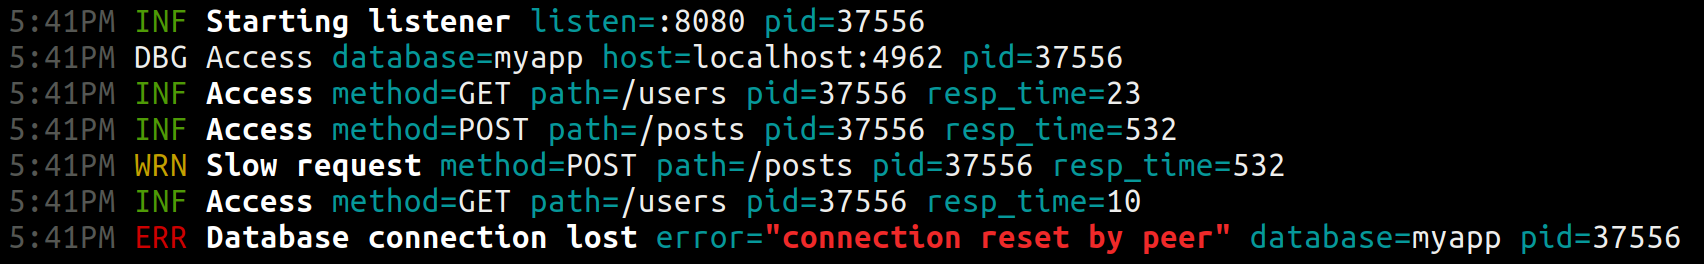 5:41PM INF Starting listener listen=:8080 pid=37556
5:41PM DBG Access database=myapp host=localhost:4962 pid=37556
5:41PM INF Access method=GET path=/users pid=37556 resp_time=23
5:41PM INF Access method=POST path=/posts pid=37556 resp_time=532
5:41PM WRN Slow request method=POST path=/posts pid=37556 resp_time=532
5:41PM INF Access method=GET path=/users pid=37556 resp_time=10
5:41PM ERR Database connection lost error="connection reset by peer" database=myapp pid=37556